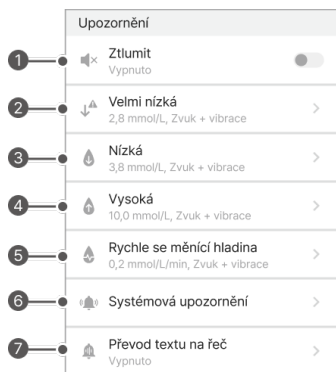 Upozornění
1 Ztlumit
Vypnuto
2 Velmi nízká
2,8 mmol/L, Zvuk + vibrace
3 Nízká
3,8 mmol/L, Zvuk + vibrace
4 Vysoká
10,0 mmol/L, Zvuk + vibrace
5 Rychle se měnící hladina
0,2 mmol/L/min, Zvuk + vibrace
6 Systémová upozornění
7 Převod textu na řeč
Vypnuto